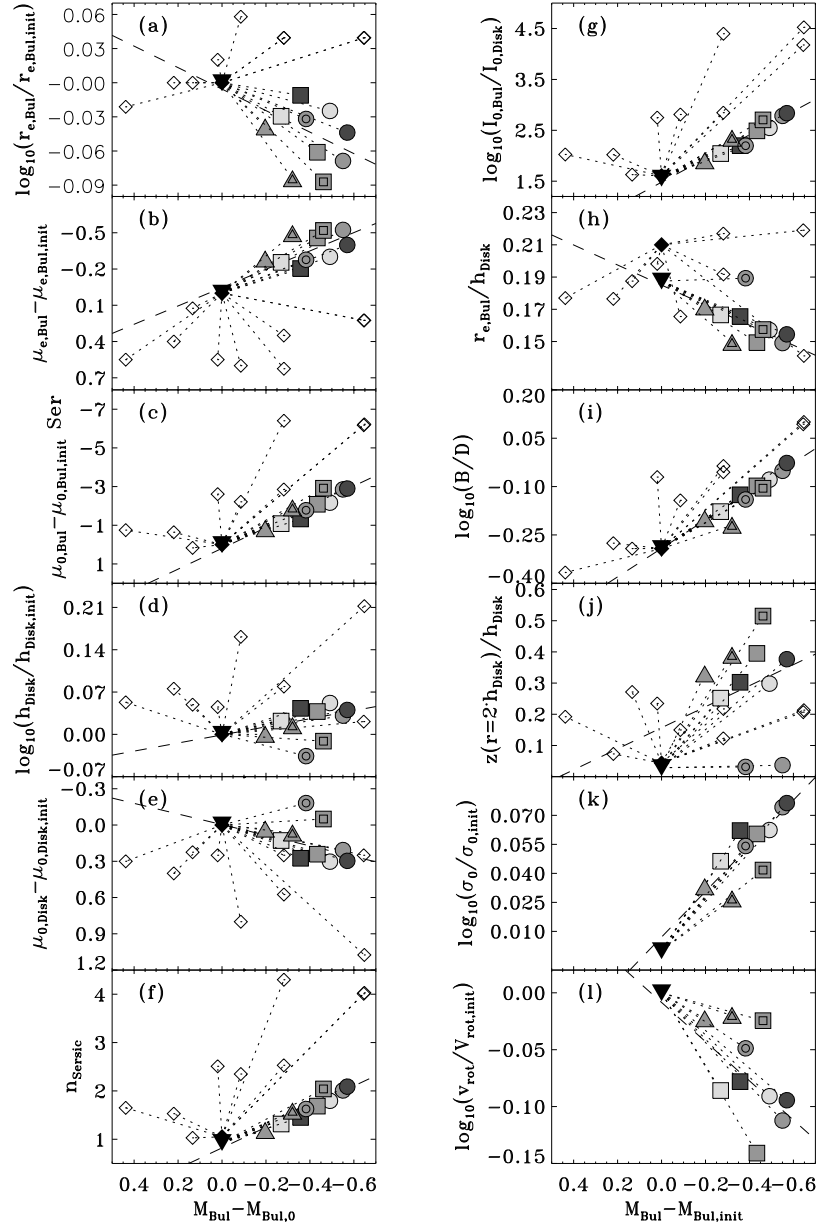 (a)
0.06
0.03
−0.00
−0.03
−0.06
−0.09
log10(re,Bul/re,Bul,init)
(b)
−0.5
−0.2
0.1
0.4
0.7
μe,Bul−μe,Bul,init
(c)
−7
−5
−3
−1
1
μ0,Bul−μ0,Bul,init Ser
(d)
0.21
0.14
0.07
0.00
−0.07
log10(hDisk/hDisk,init)
(e)
−0.3
0.0
0.3
0.6
0.9
1.2
μ0,Disk−μ0,Disk,init
(f)
4
3
2
1
nSersic
0.4 0.2 0.0 −0.2 −0.4 −0.6
MBul−MBul,0
(g)
4.5
3.5
2.5
1.5
log10(I0,Bul/I0,Disk)
(h)
0.23
0.21
0.19
0.17
0.15
re,Bul/hDisk
(i)
0.20
0.05
−0.10
−0.25
−0.40
log10(B/D)
(j)
0.6
0.5
0.4
0.3
0.2
0.1
z(r=2·hDisk)/hDisk
(k)
0.070
0.055
0.040
0.025
0.010
log10(σ0/σ0,init)
(l)
0.00
−0.05
−0.10
−0.15
log10(vrot/vrot,init)
0.4 0.2 0.0 −0.2 −0.4 −0.6
MBul−MBul,init